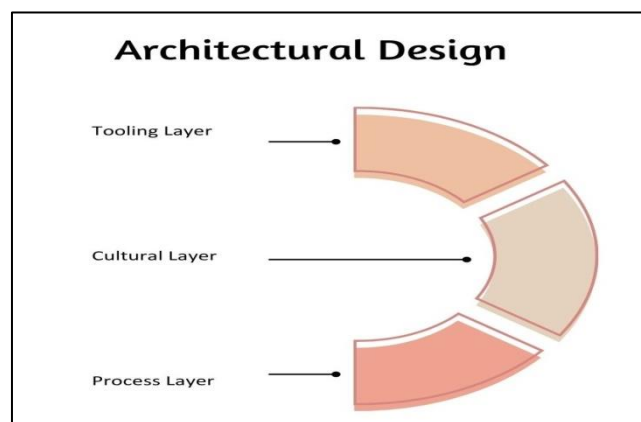 Architectural Design
Tooling Layer
Cultural Layer
Process Layer